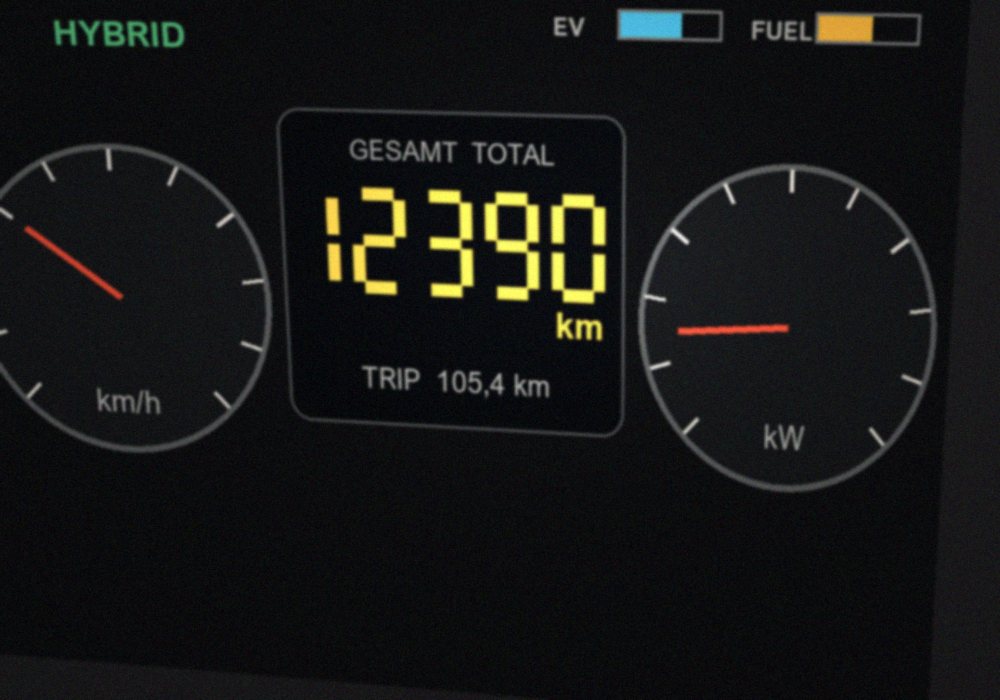 HYBRID
EV
FUEL
GESAMT TOTAL
12390
km
TRIP 105,4 km
km/h
kW